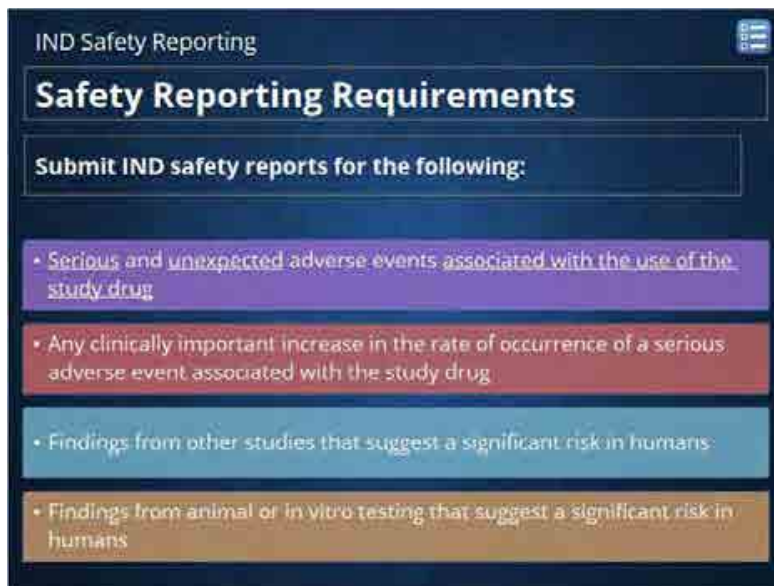 IND Safety Reporting
Safety Reporting Requirements
Submit IND safety reports for the following:
• Serious and unexpected adverse events associated with the use of the
study drug
• Any clinically important increase in the rate of occurrence of a serious
adverse event associated with the study drug
• Findings from other studies that suggest a significant risk in humans
• Findings from animal or in vitro testing that suggest a significant risk in
humans